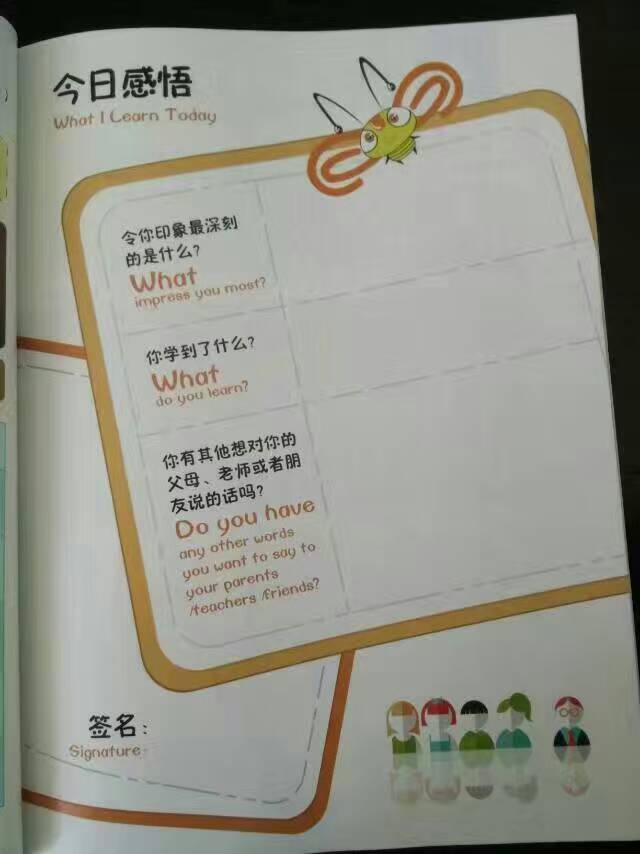 今日感悟
What I Learn Today
令你印象最深刻
的是什么?
What
impress you most?
你学到了什么?
What
do you learn?
你有其他想对你的
父母、老师或者朋
友说的话吗?
Do you have
any other words
you want to say to
your parents
/teachers /friends?
签名:
Signature: